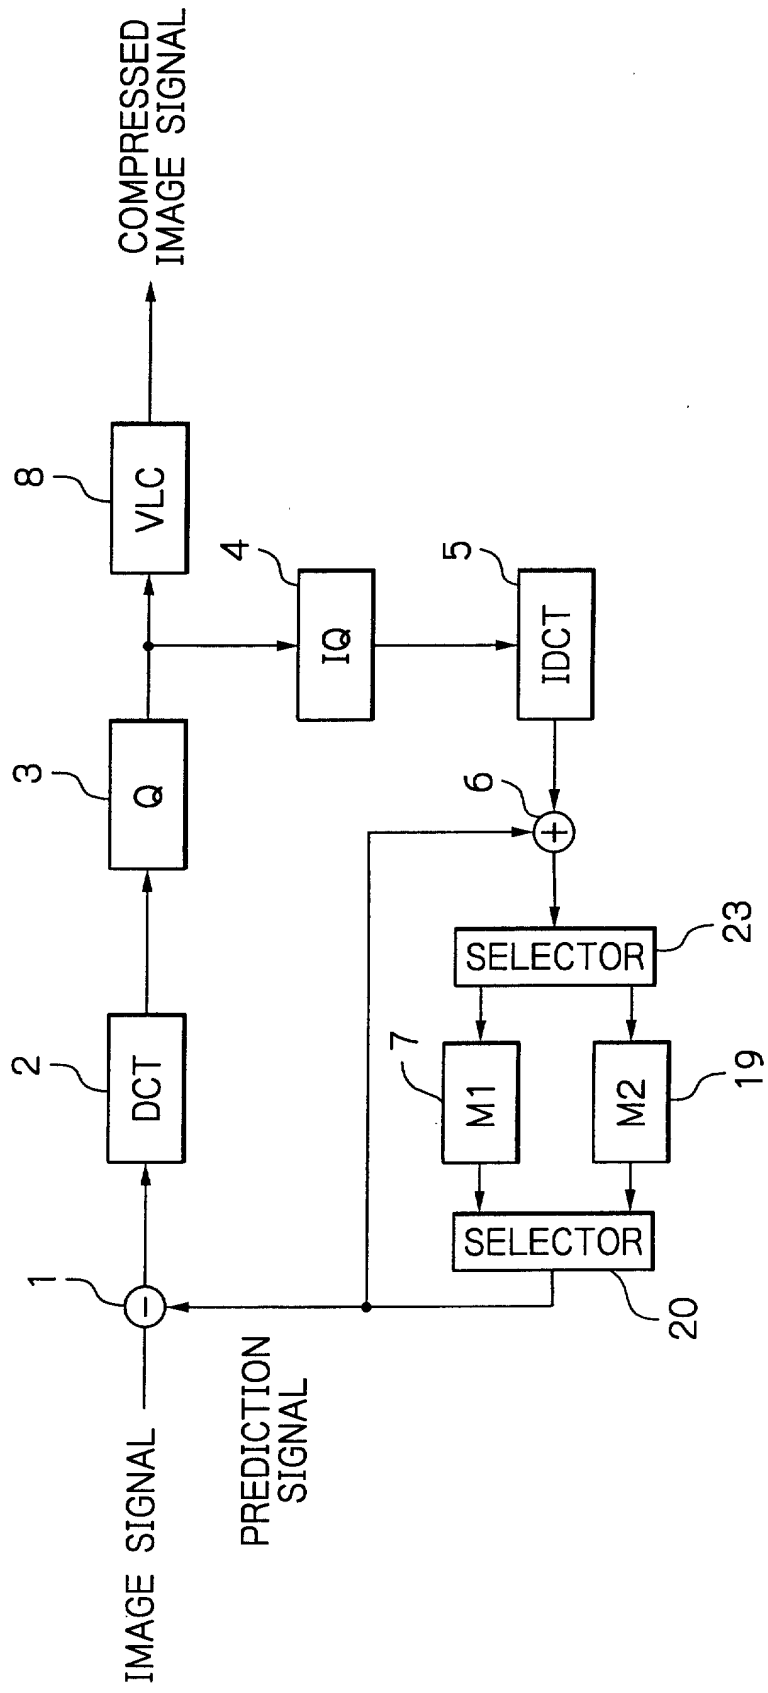 IMAGE SIGNAL
1
−
2
DCT
3
Q
8
VLC
COMPRESSED
IMAGE SIGNAL
4
IQ
PREDICTION
SIGNAL
5
IDCT
6
+
SELECTOR
23
7
M1
M2
19
SELECTOR
20